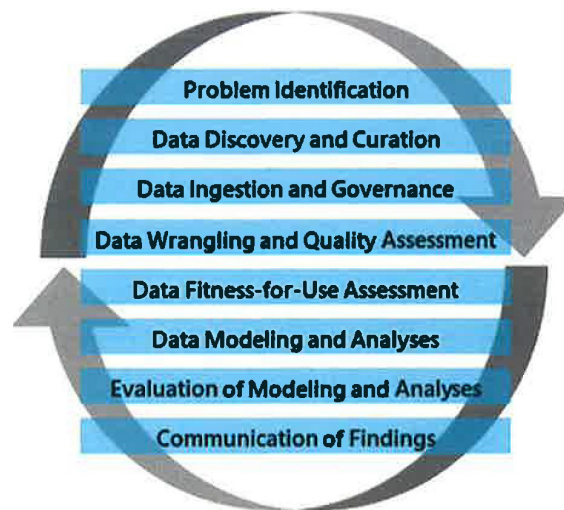 Problem Identification
Data Discovery and Curation
Data Ingestion and Governance
Data Wrangling and Quality Assessment
Data Fitness-for-Use Assessment
Data Modeling and Analyses
Evaluation of Modeling and Analyses
Communication of Findings